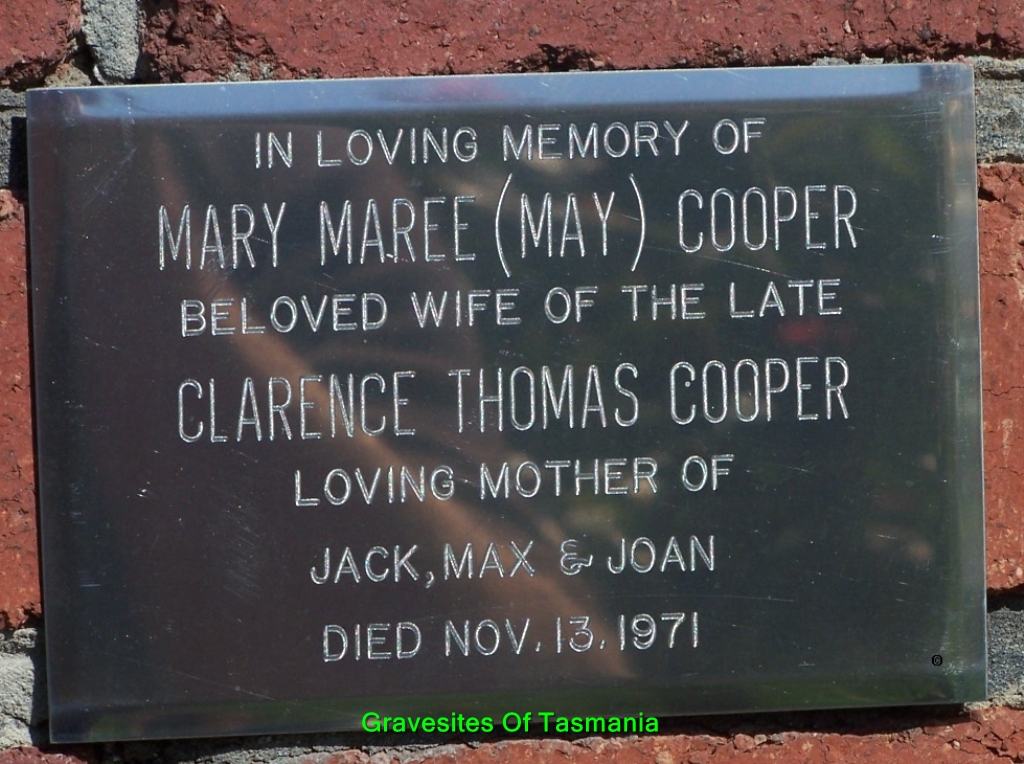 IN LOVING MEMORY OF
MARY MAREE (MAY) COOPER
BELOVED WIFE OF THE LATE
CLARENCE THOMAS COOPER
LOVING MOTHER OF
JACK, MAX & JOAN
DIED NOV. 13. 1971
Gravesites Of Tasmania